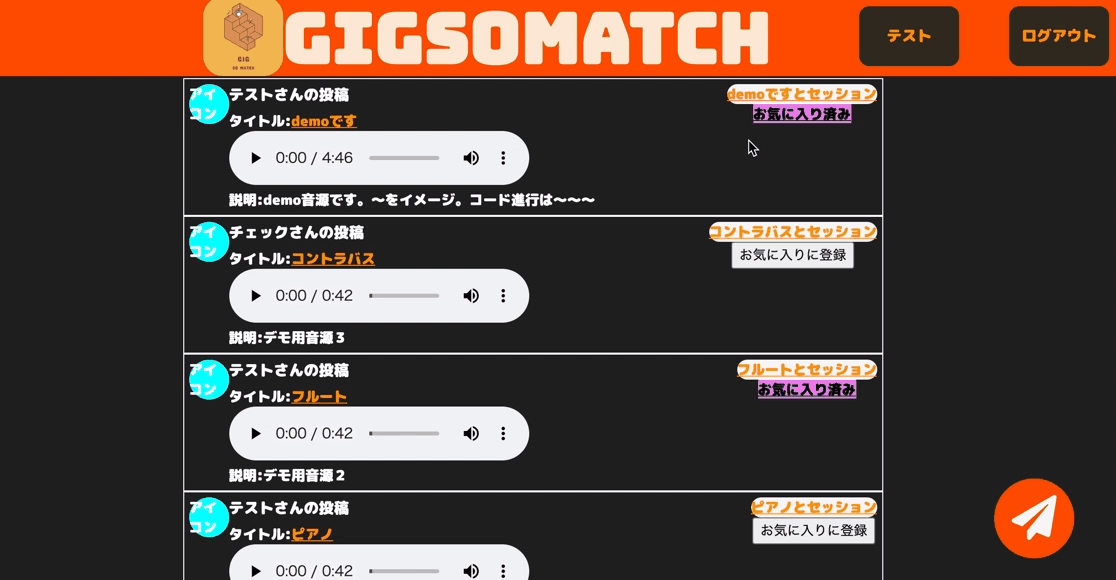 GIG
SO MATCH
GIGSOMATCH
テスト
ログアウト
アイ
コン
テストさんの投稿
タイトル:demoです
0:00 / 4:46
説明:demo音源です。〜をイメージ。コード進行は〜〜〜
demoですとセッション
お気に入り済み
アイ
コン
チェックさんの投稿
タイトル:コントラバス
0:00 / 0:42
説明:デモ用音源３
コントラバスとセッション
お気に入りに登録
アイ
コン
テストさんの投稿
タイトル:フルート
0:00 / 0:42
説明:デモ用音源２
フルートとセッション
お気に入り済み
アイ
コン
テストさんの投稿
タイトル:ピアノ
0:00 / 0:42
ピアノとセッション
お気に入りに登録